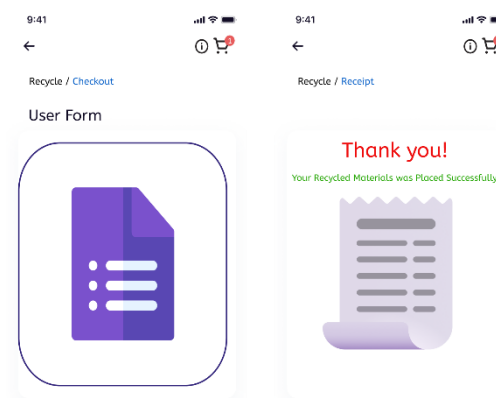 9:41
Recycle / Checkout
User Form
9:41
Recycle / Receipt
Thank you!
Your Recycled Materials was Placed Successfully